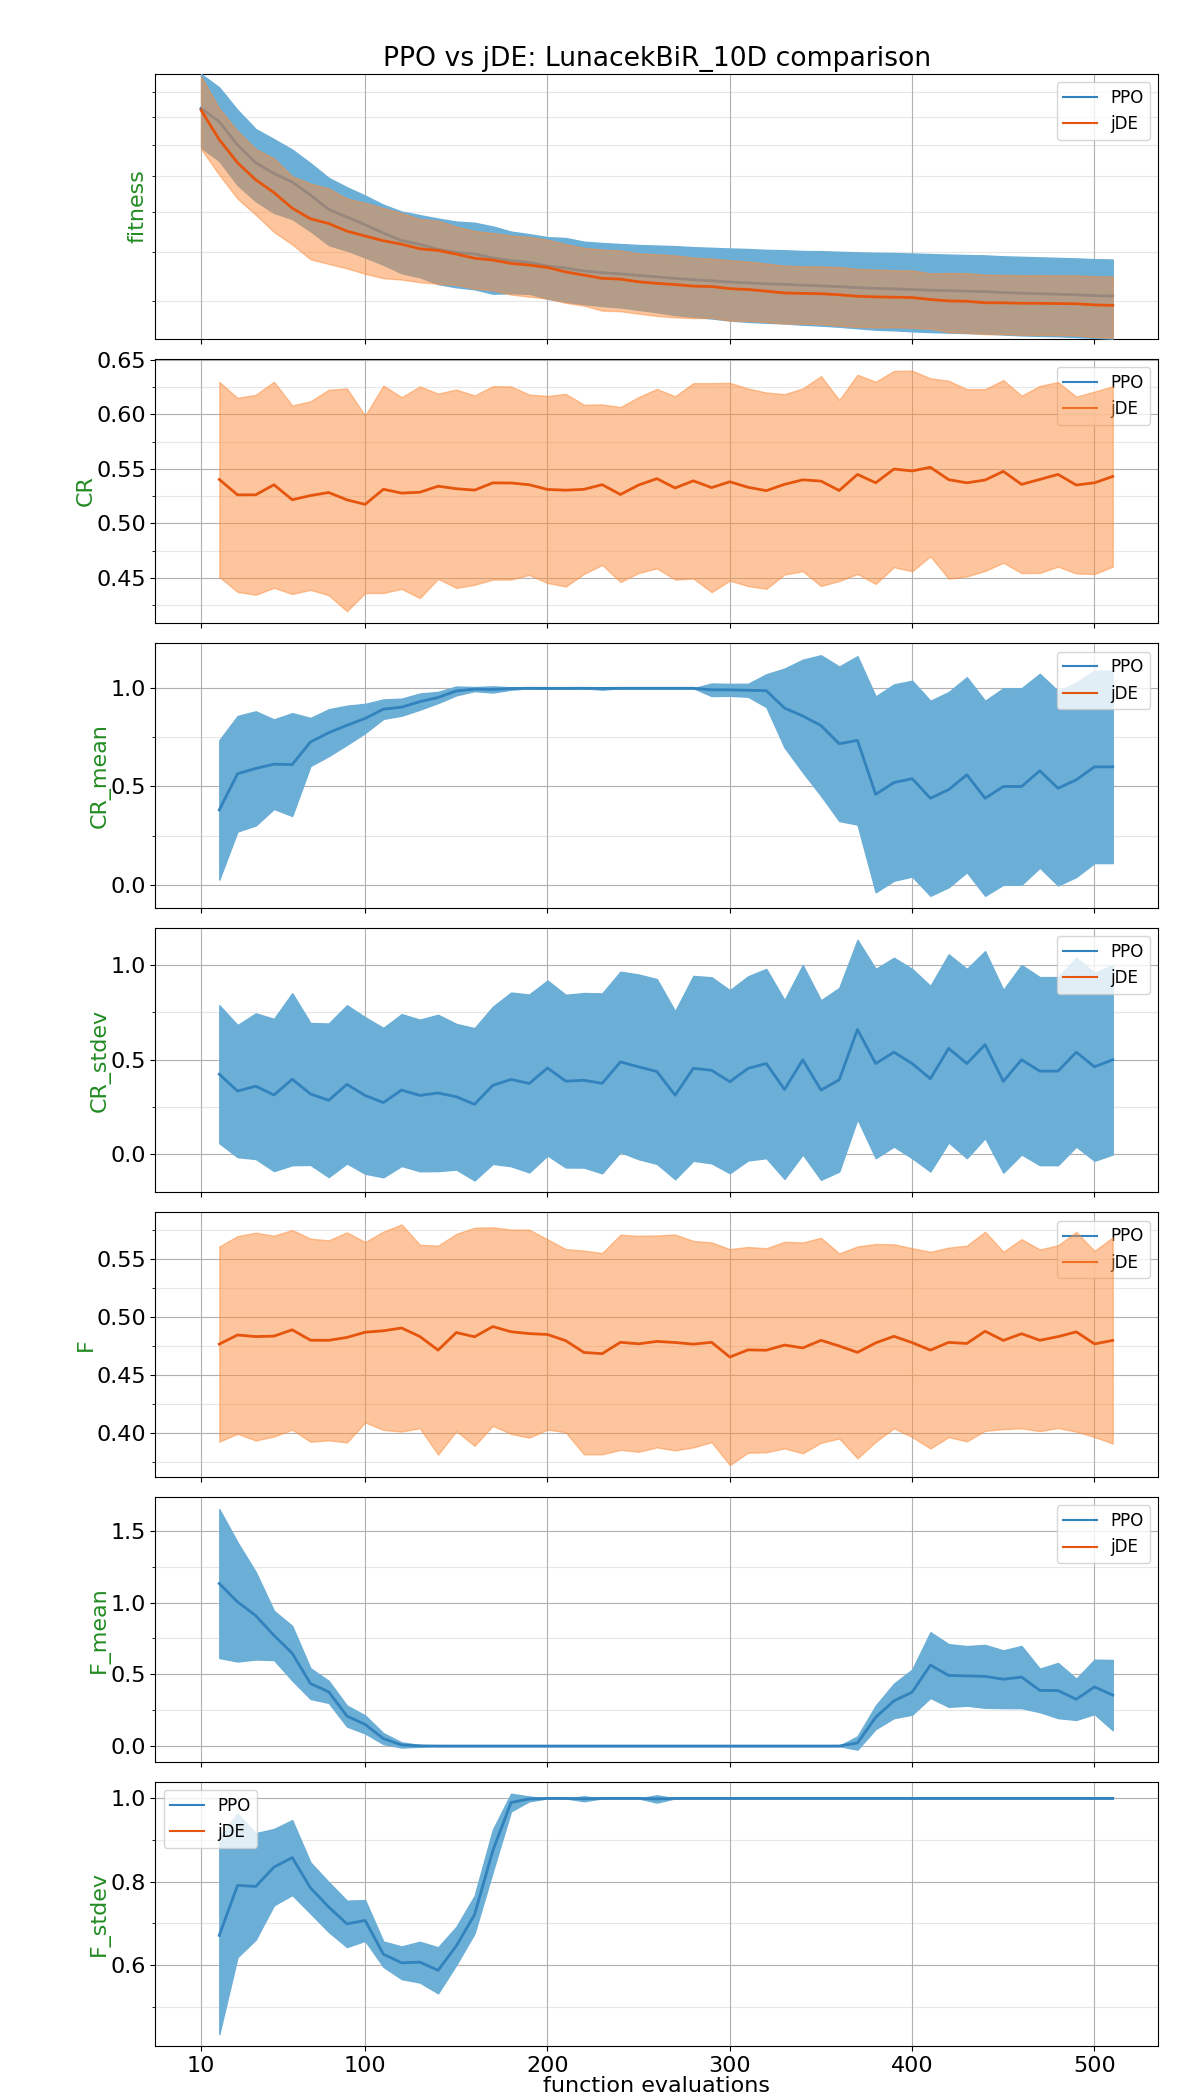 PPO vs jDE: LunacekBiR_10D comparison
fitness
PPO
jDE
CR
0.65
0.60
0.55
0.50
0.45
PPO
jDE
CR_mean
1.0
0.5
0.0
PPO
jDE
CR_stdev
1.0
0.5
0.0
PPO
jDE
F
0.55
0.50
0.45
0.40
PPO
jDE
F_mean
1.5
1.0
0.5
0.0
PPO
jDE
F_stdev
1.0
0.8
0.6
PPO
jDE
10 100 200 300 400 500
function evaluations